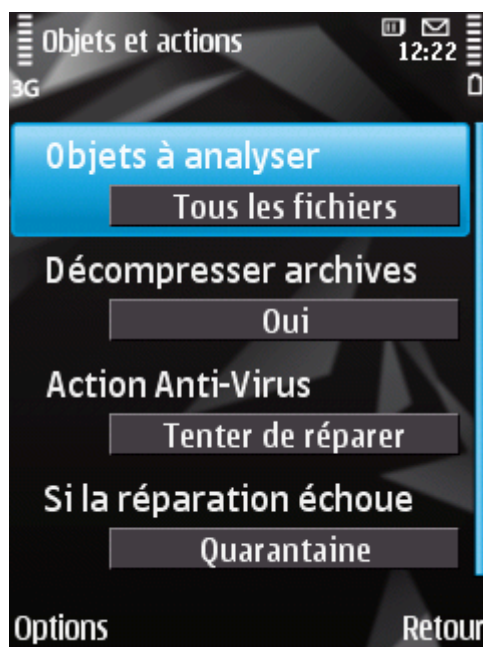 Objets et actions
12:22
3G
Objets à analyser
Tous les fichiers
Décompresser archives
Oui
Action Anti-Virus
Tenter de réparer
Si la réparation échoue
Quarantaine
Options
Retour